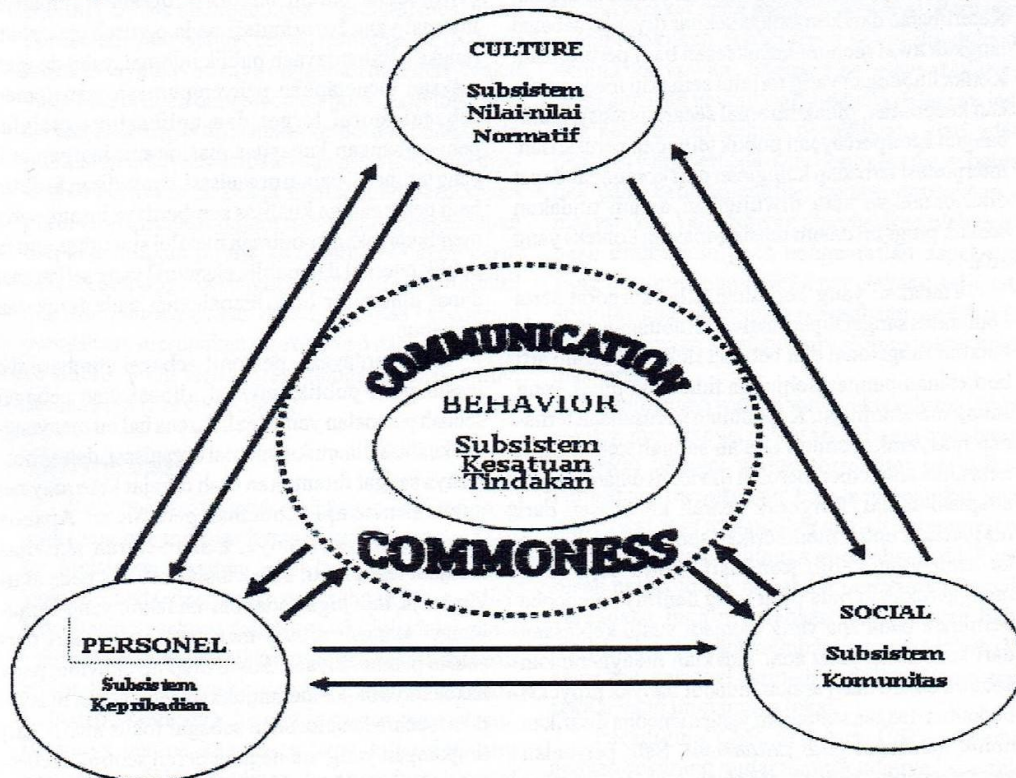 CULTURE
Subsistem
Nilai-nilai
Normatif
COMMUNICATION
BEHAVIOR
Subsistem
Kesatuan
Tindakan
COMMONESS
PERSONEL
Subsistem
Kepribadian
SOCIAL
Subsistem
Komunitas